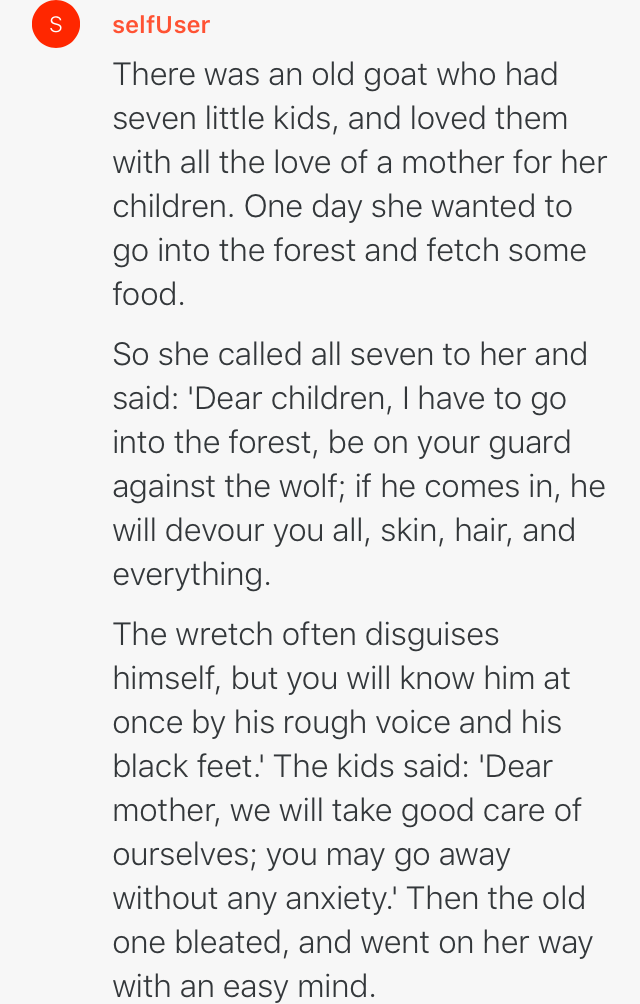 S
selfUser
There was an old goat who had
seven little kids, and loved them
with all the love of a mother for her
children. One day she wanted to
go into the forest and fetch some
food.
So she called all seven to her and
said: 'Dear children, I have to go
into the forest, be on your guard
against the wolf; if he comes in, he
will devour you all, skin, hair, and
everything.
The wretch often disguises
himself, but you will know him at
once by his rough voice and his
black feet.' The kids said: 'Dear
mother, we will take good care of
ourselves; you may go away
without any anxiety.' Then the old
one bleated, and went on her way
with an easy mind.